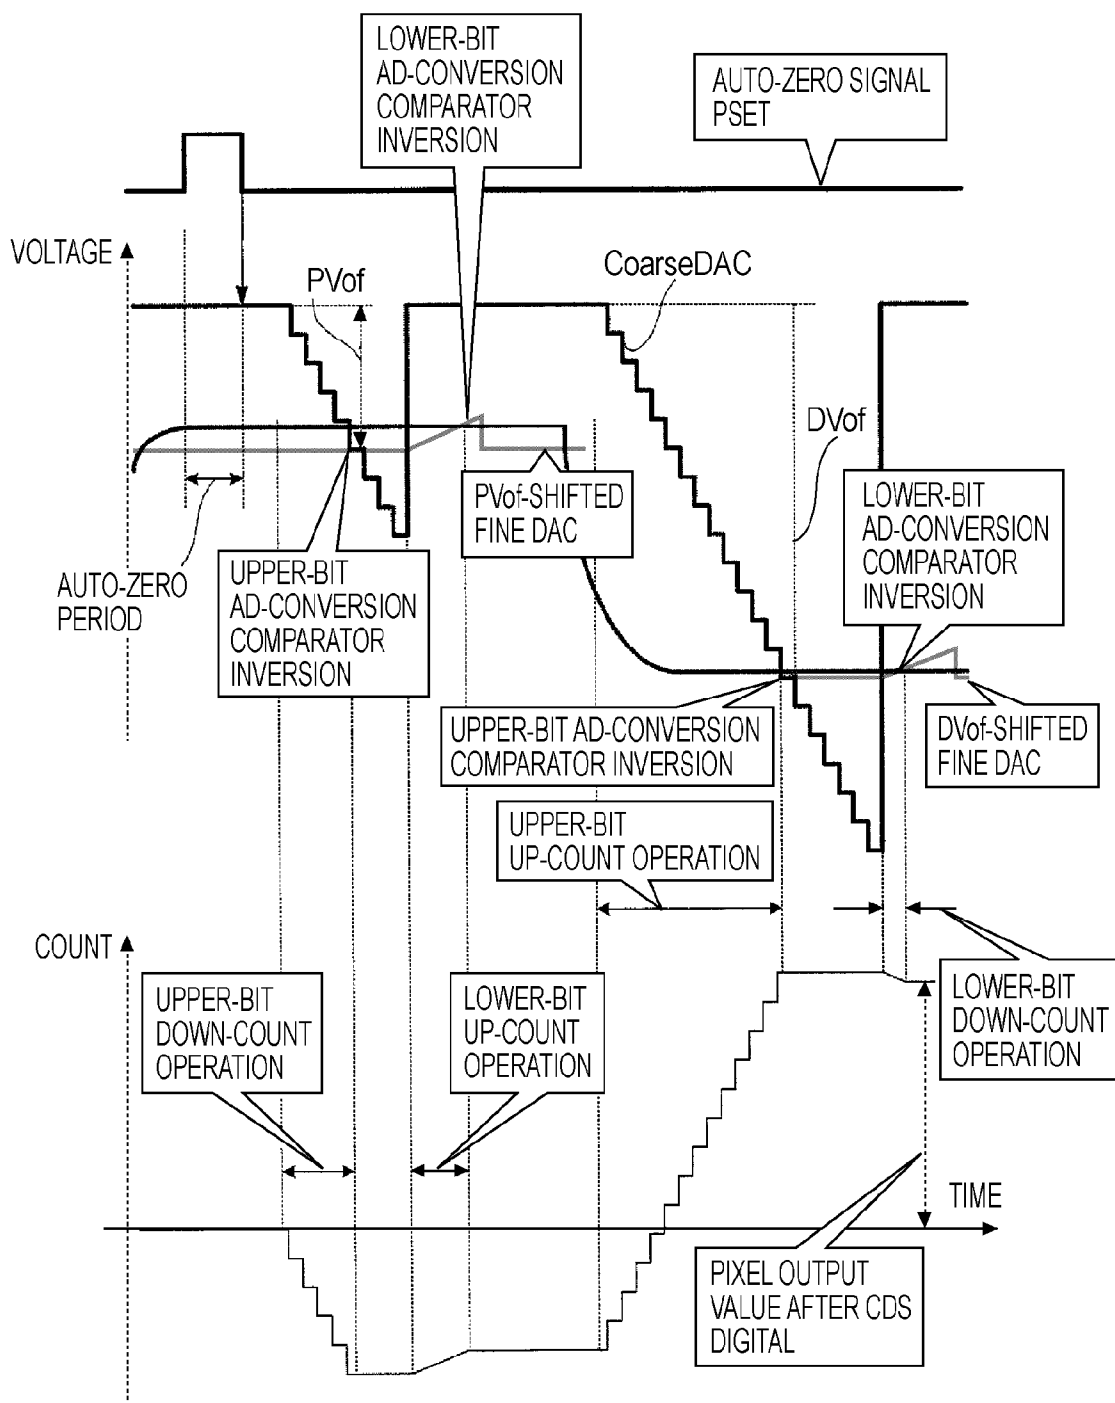 LOWER-BIT
AD-CONVERSION
COMPARATOR
INVERSION
AUTO-ZERO SIGNAL
PSET
VOLTAGE
PVof
CoarseDAC
DVof
PVof-SHIFTED
FINE DAC
LOWER-BIT
AD-CONVERSION
COMPARATOR
INVERSION
AUTO-ZERO
PERIOD
UPPER-BIT
AD-CONVERSION
COMPARATOR
INVERSION
UPPER-BIT AD-CONVERSION
COMPARATOR INVERSION
DVof-SHIFTED
FINE DAC
UPPER-BIT
UP-COUNT OPERATION
COUNT
UPPER-BIT
DOWN-COUNT
OPERATION
LOWER-BIT
UP-COUNT
OPERATION
LOWER-BIT
DOWN-COUNT
OPERATION
TIME
PIXEL OUTPUT
VALUE AFTER CDS
DIGITAL